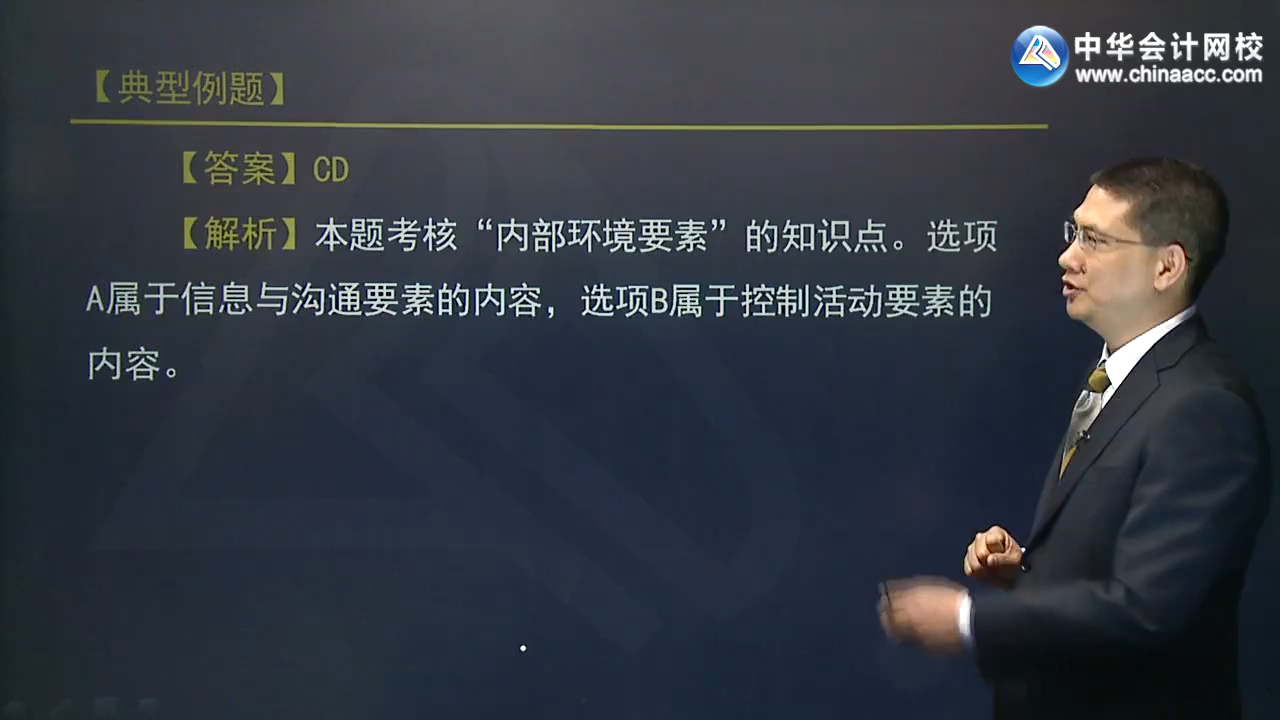 中华会计网校
www.chinaacc.com
【典型例题】
【答案】CD
【解析】本题考核“内部环境要素”的知识点。选项
A属于信息与沟通要素的内容，选项B属于控制活动要素的
内容。